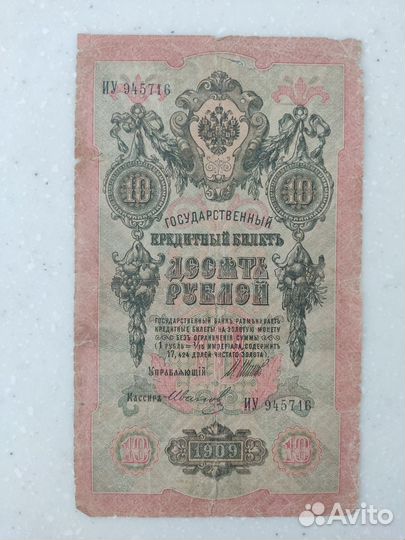 ИУ 945716
10 10
ГОСУДАРСТВЕННЫЙ
КРЕДИТНЫЙ БИЛЕТЪ
ДЕСЯТЬ
РУБЛЕЙ
ГОСУДАРСТВЕННЫЙ БАНКЪ РАЗМѢНИВАЕТЪ
КРЕДИТНЫЕ БИЛЕТЫ НА ЗОЛОТУЮ МОНЕТУ
БЕЗЪ ОГРАНИЧЕНІЯ СУММЫ
(1 РУБЛЬ = 1/15 ИМПЕРІАЛА, СОДЕРЖИТЪ
17,424 ДОЛЕЙ ЧИСТАГО ЗОЛОТА)
УПРАВЛЯЮЩІЙ
КАССИРЪ
ИУ 945716
10 1909 10
Avito